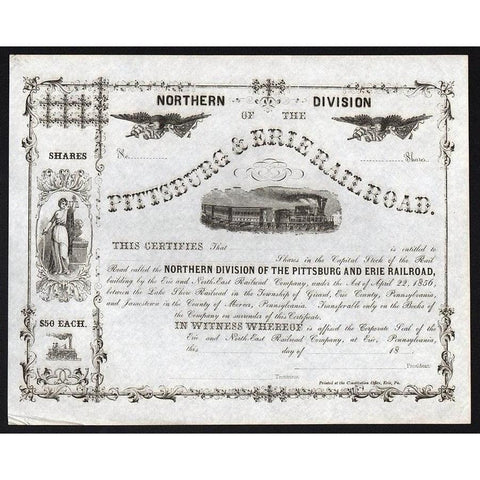 NORTHERN DIVISION
OF THE
PITTSBURG & ERIE RAILROAD.
No. Shares
SHARES
$50 EACH.
THIS CERTIFIES That is entitled to
Shares in the Capital Stock of the Rail
Road called the NORTHERN DIVISION OF THE PITTSBURG AND ERIE RAILROAD,
building by the Erie and North East Railroad Company, under the Act of April 22, 1856,
between the Lake Shore Railroad in the Township of Girard, Erie County, Pennsylvania,
and Jamestown in the County of Mercer, Pennsylvania. Transferable only on the Books of
the Company on surrender of this Certificate.
IN WITNESS WHEREOF is affixed the Corporate Seal of the
Erie and North East Railroad Company, at Erie, Pennsylvania,
this day of 18
President.
Treasurer.
Printed at the Constitution Office, Erie, Pa.